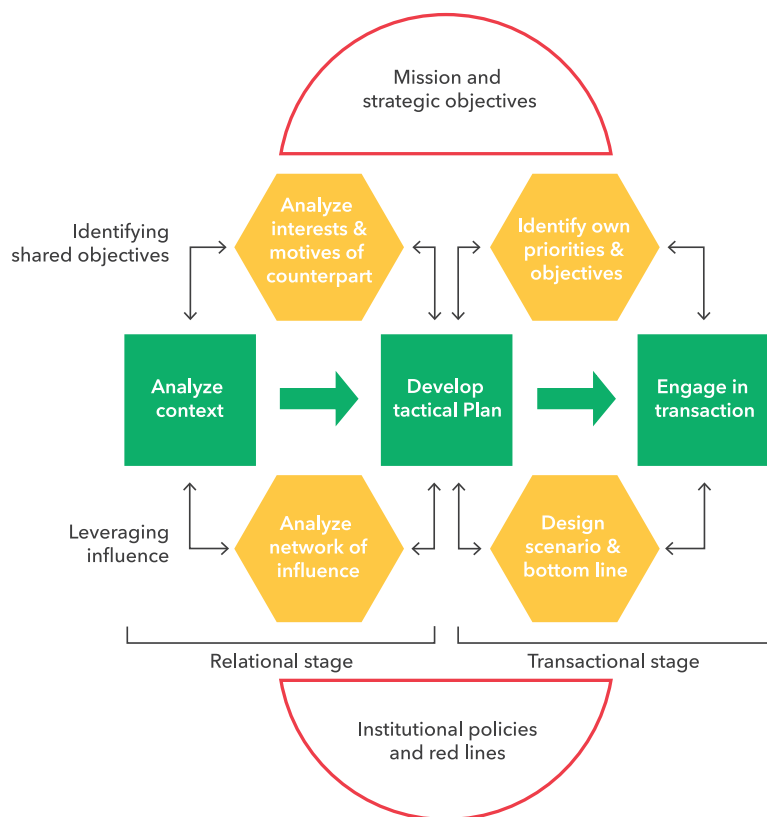 Mission and
strategic objectives
Identifying
shared objectives
Analyze
interests &
motives of
counterpart
Identify own
priorities &
objectives
Analyze
context
Develop
tactical Plan
Engage in
transaction
Leveraging
influence
Analyze
network of
influence
Design
scenario &
bottom line
Relational stage
Transactional stage
Institutional policies
and red lines